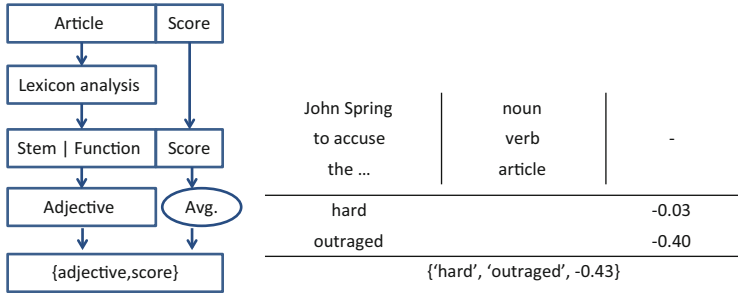 Article Score
Lexicon analysis
Stem | Function Score
Adjective Avg.
{adjective,score}
John Spring noun
to accuse verb -
the ... article
hard -0.03
outraged -0.40
{‘hard’, ‘outraged’, -0.43}